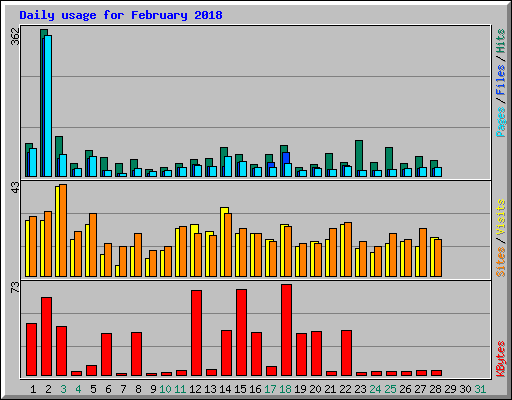 Daily usage for February 2018
362
Pages / Files / Hits
43
Sites / Visits
73
KBytes
1 2 3 4 5 6 7 8 9 10 11 12 13 14 15 16 17 18 19 20 21 22 23 24 25 26 27 28 29 30 31